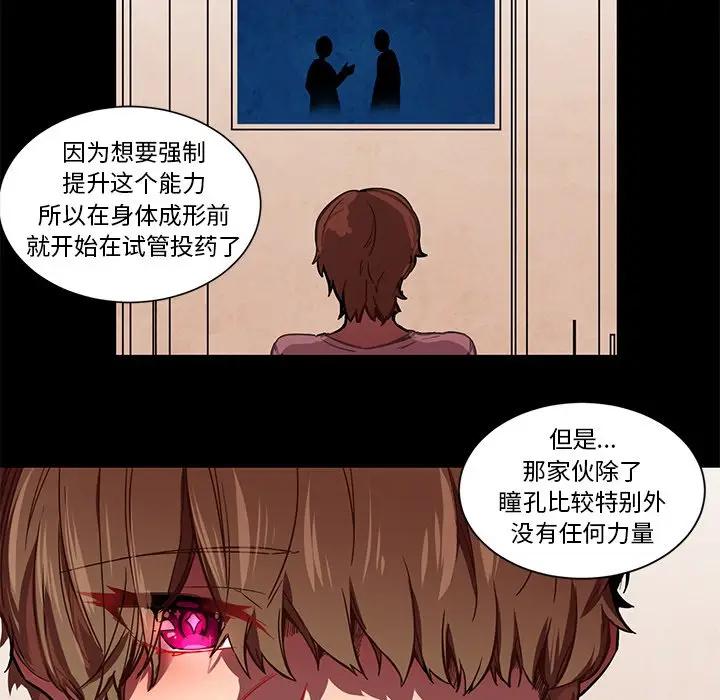 因为想要强制
提升这个能力
所以在身体成形前
就开始在试管投药了
但是...
那家伙除了
瞳孔比较特别外
没有任何力量